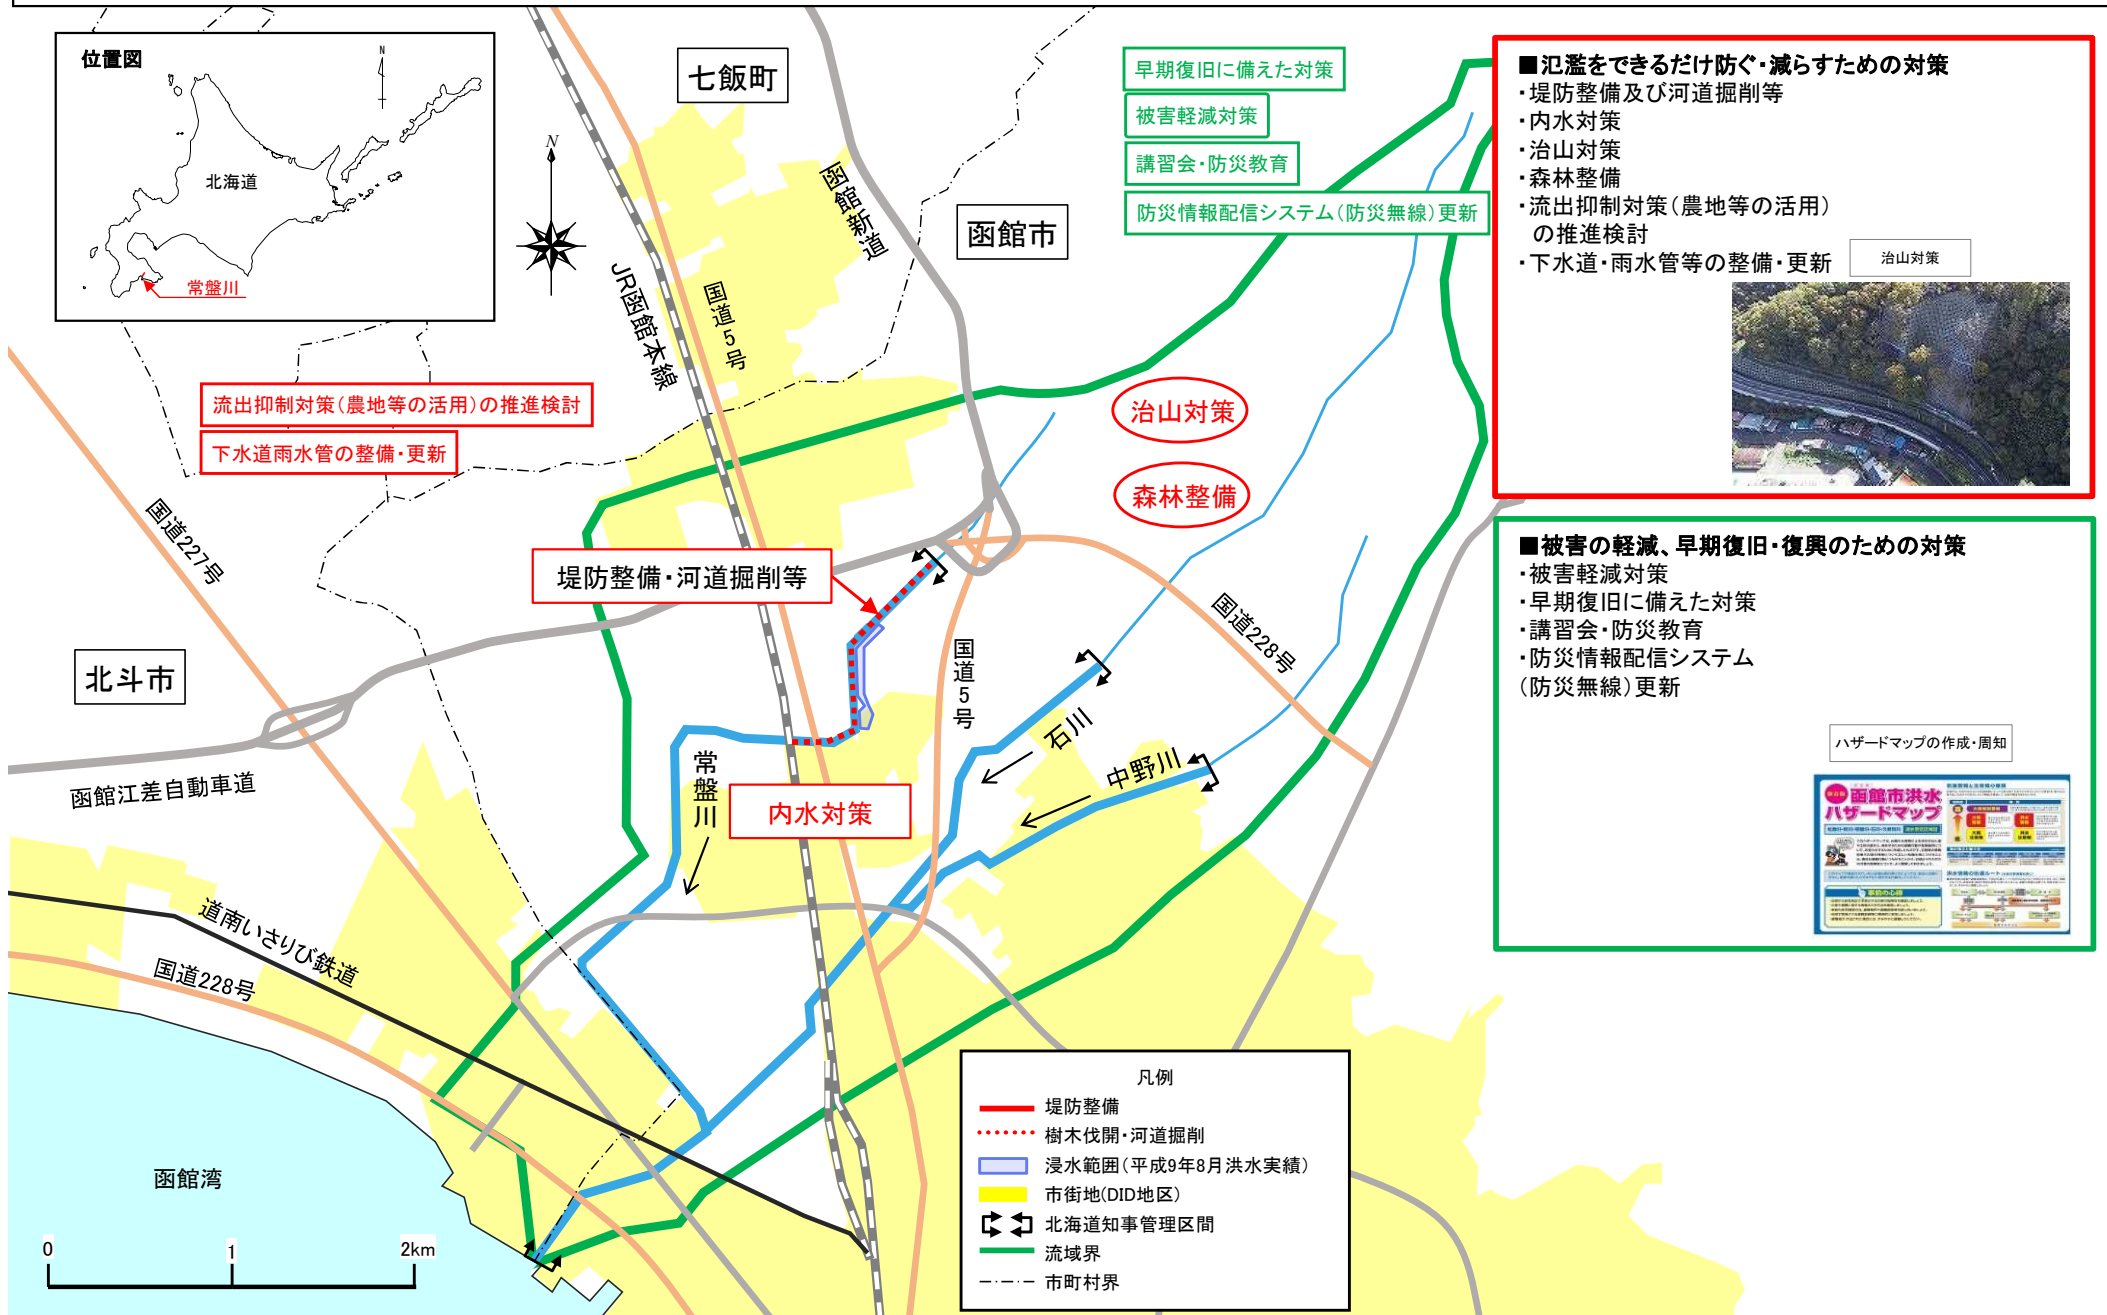 位置図
N
北海道
常盤川
N
七飯町
函館市
北斗市
早期復旧に備えた対策
被害軽減対策
講習会・防災教育
防災情報配信システム(防災無線)更新
函館新道
国道5号
JR函館本線
流出抑制対策(農地等の活用)の推進検討
下水道雨水管の整備・更新
治山対策
森林整備
国道227号
堤防整備・河道掘削等
国道228号
国道5号
石川
中野川
常盤川
内水対策
函館江差自動車道
道南いさりび鉄道
国道228号
函館湾
0 1 2km
■氾濫をできるだけ防ぐ・減らすための対策
・堤防整備及び河道掘削等
・内水対策
・治山対策
・森林整備
・流出抑制対策(農地等の活用)
の推進検討
・下水道・雨水管等の整備・更新
治山対策
■被害の軽減、早期復旧・復興のための対策
・被害軽減対策
・早期復旧に備えた対策
・講習会・防災教育
・防災情報配信システム
(防災無線)更新
ハザードマップの作成・周知
函館市洪水
ハザードマップ
事前の心得
凡例
堤防整備
樹木伐開・河道掘削
浸水範囲(平成9年8月洪水実績)
市街地(DID地区)
北海道知事管理区間
流域界
市町村界